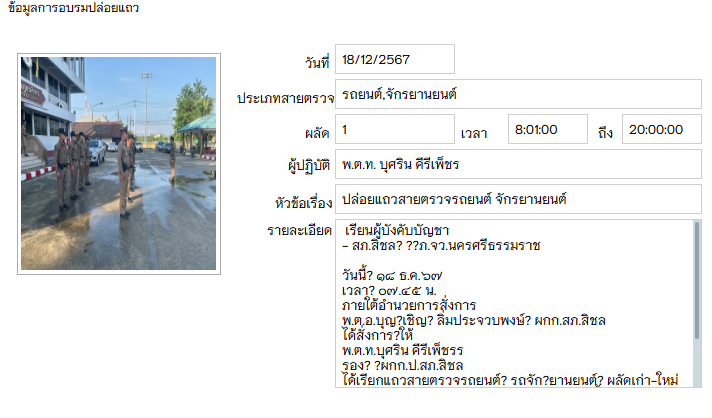 ข้อมูลการอบรมปล่อยแถว
วันที่ 18/12/2567
ประเภทสายตรวจ รถยนต์,จักรยานยนต์
ผลัด 1 เวลา 8:01:00 ถึง 20:00:00
ผู้ปฏิบัติ พ.ต.ท. บุศริน คีรีเพ็ชร
หัวข้อเรื่อง ปล่อยแถวสายตรวจรถยนต์ จักรยานยนต์
รายละเอียด เรียนผู้บังคับบัญชา
- สภ.สิชล? ??ภ.จว.นครศรีธรรมราช
วันนี้? ๑๘ ธ.ค.๖๗
เวลา? ๐๗.๔๕ น.
ภายใต้อำนวยการสั่งการ
พ.ต.อ.บุญ?เชิญ? ลิ่มประจวบพงษ์? ผกก.สภ.สิชล
ได้สั่งการ?ให้
พ.ต.ท.บุศริน คีรีเพ็ชรร
รอง? ?ผกก.ป.สภ.สิชล
ได้เรียกแถวสายตรวจรถยนต์? รถจัก?ยานยนต์? ผลัดเก่า-ใหม่